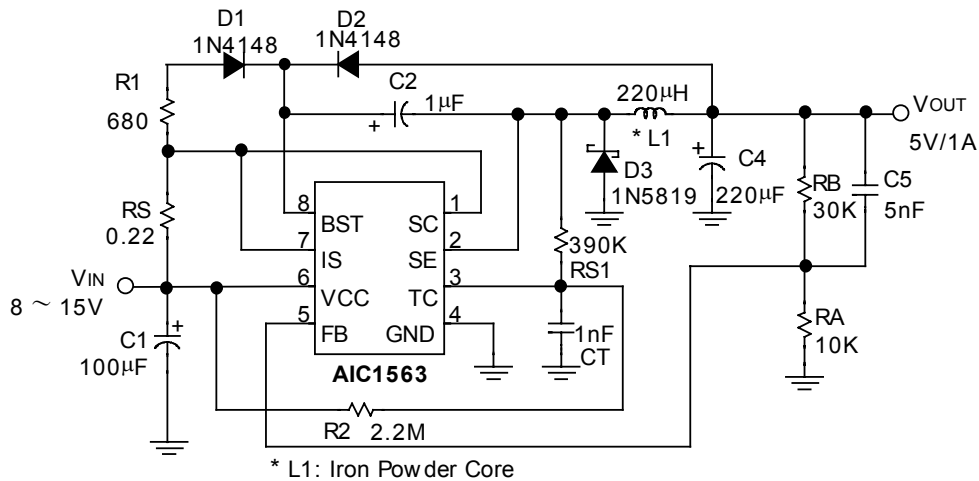 D1
1N4148
D2
1N4148
R1
680
C2
1μF
+
220μH
* L1
VOUT
5V/1A
D3
1N5819
+
C4
220μF
RB
30K
C5
5nF
RS
0.22
8
BST
SC
1
7
IS
SE
2
6
VCC
TC
3
5
FB
GND
4
AIC1563
390K
RS1
VIN
8 ~ 15V
C1
100μF
+
1nF
CT
RA
10K
R2
2.2M
* L1: Iron Powder Core